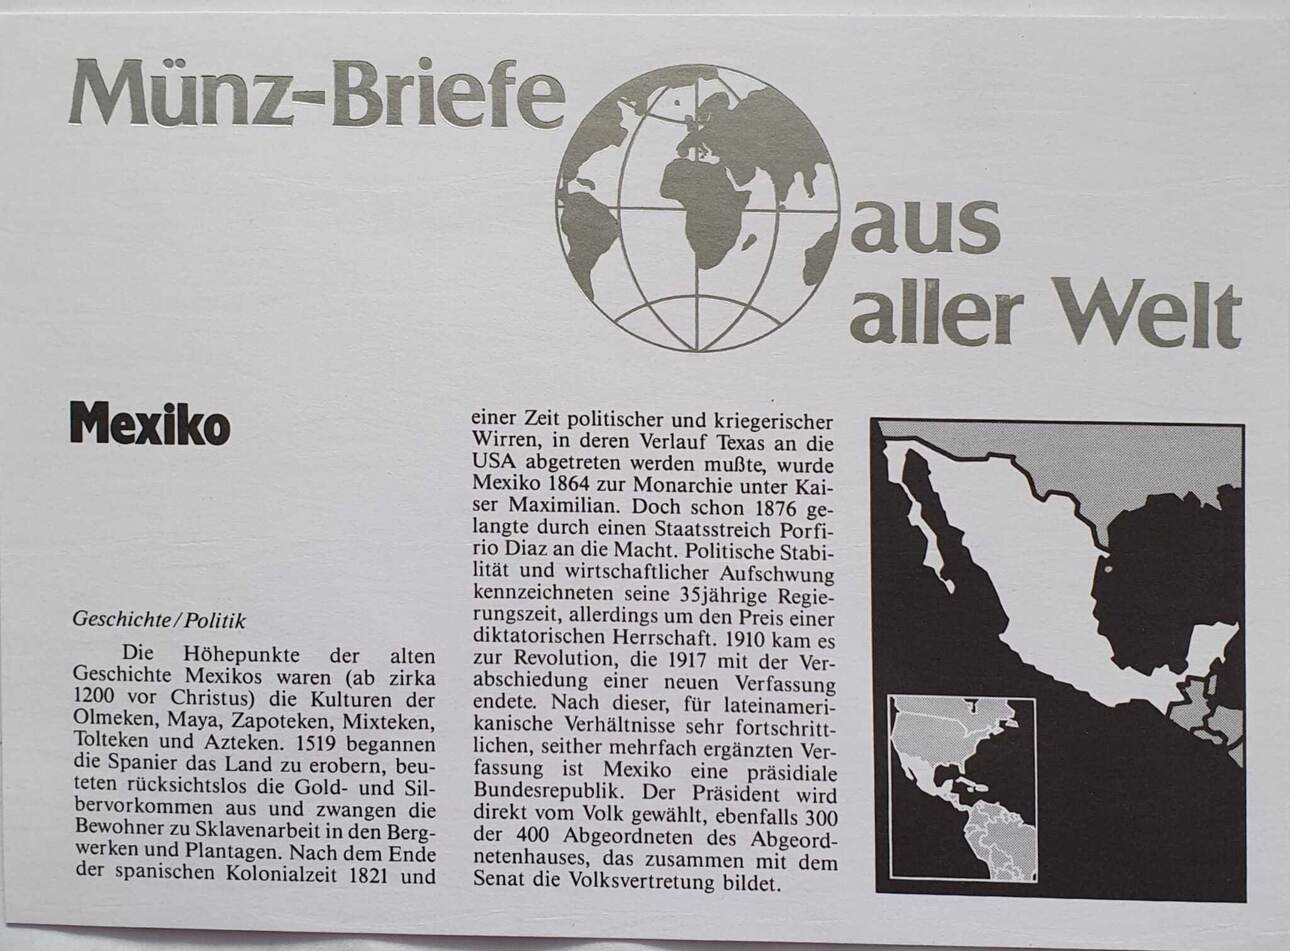 Münz-Briefe
aus
aller Welt
Mexiko
Geschichte/Politik
Die Höhepunkte der alten
Geschichte Mexikos waren (ab zirka
1200 vor Christus) die Kulturen der
Olmeken, Maya, Zapoteken, Mixteken,
Tolteken und Azteken. 1519 begannen
die Spanier das Land zu erobern, beu-
teten rücksichtslos die Gold- und Sil-
bervorkommen aus und zwangen die
Bewohner zu Sklavenarbeit in den Berg-
werken und Plantagen. Nach dem Ende
der spanischen Kolonialzeit 1821 und
einer Zeit politischer und kriegerischer
Wirren, in deren Verlauf Texas an die
USA abgetreten werden mußte, wurde
Mexiko 1864 zur Monarchie unter Kai-
ser Maximilian. Doch schon 1876 ge-
langte durch einen Staatsstreich Porfi-
rio Diaz an die Macht. Politische Stabi-
lität und wirtschaftlicher Aufschwung
kennzeichneten seine 35jährige Regie-
rungszeit, allerdings um den Preis einer
diktatorischen Herrschaft. 1910 kam es
zur Revolution, die 1917 mit der Ver-
abschiedung einer neuen Verfassung
endete. Nach dieser, für lateinameri-
kanische Verhältnisse sehr fortschritt-
lichen, seither mehrfach ergänzten Ver-
fassung ist Mexiko eine präsidiale
Bundesrepublik. Der Präsident wird
direkt vom Volk gewählt, ebenfalls 300
der 400 Abgeordneten des Abgeord-
netenhauses, das zusammen mit dem
Senat die Volksvertretung bildet.